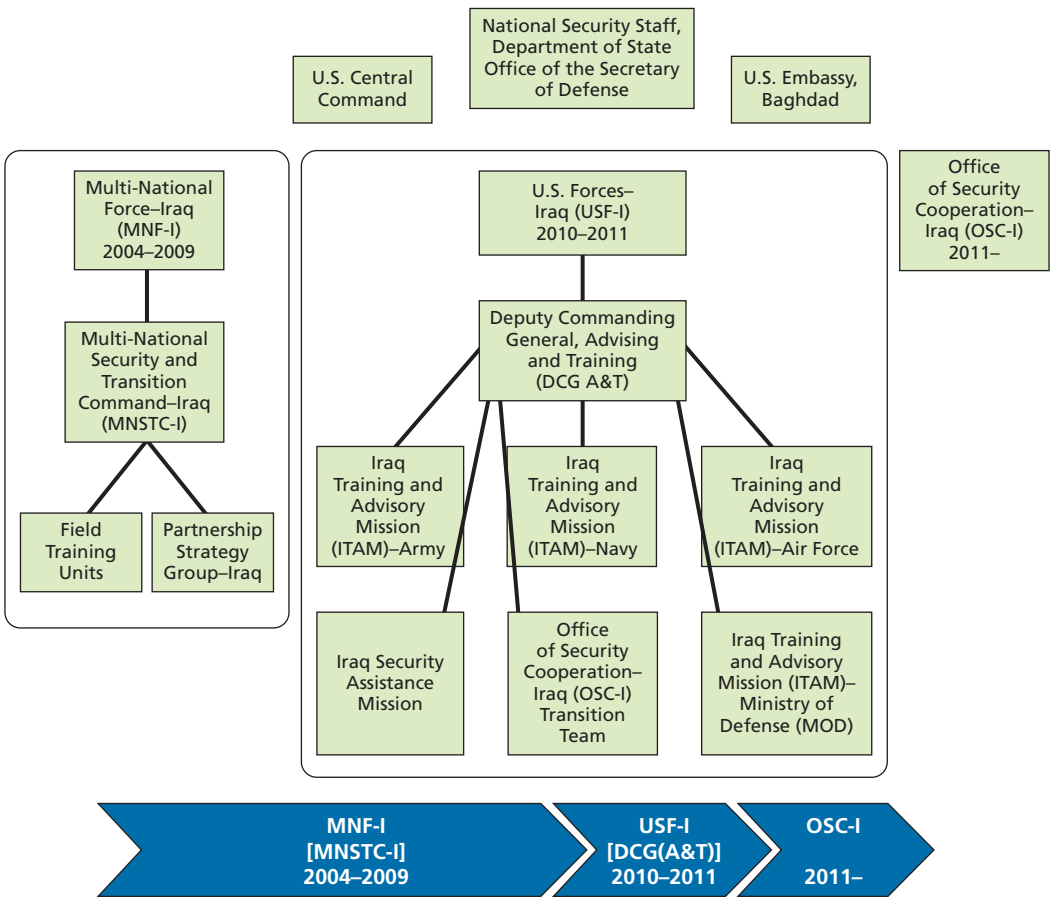 National Security Staff,
Department of State
Office of the Secretary
of Defense
U.S. Central
Command
U.S. Embassy,
Baghdad
Multi-National
Force–Iraq
(MNF-I)
2004–2009
Multi-National
Security and
Transition
Command–Iraq
(MNSTC-I)
Field
Training
Units
Partnership
Strategy
Group–Iraq
U.S. Forces–
Iraq (USF-I)
2010–2011
Deputy Commanding
General, Advising
and Training
(DCG A&T)
Iraq
Training and
Advisory
Mission
(ITAM)–Army
Iraq
Training and
Advisory
Mission
(ITAM)–Navy
Iraq
Training and
Advisory
Mission
(ITAM)–Air Force
Iraq Security
Assistance
Mission
Office
of Security
Cooperation–
Iraq (OSC-I)
Transition
Team
Iraq Training
and Advisory
Mission (ITAM)–
Ministry of
Defense (MOD)
Office
of Security
Cooperation–
Iraq (OSC-I)
2011–
MNF-I
[MNSTC-I]
2004–2009
USF-I
[DCG(A&T)]
2010–2011
OSC-I
2011–